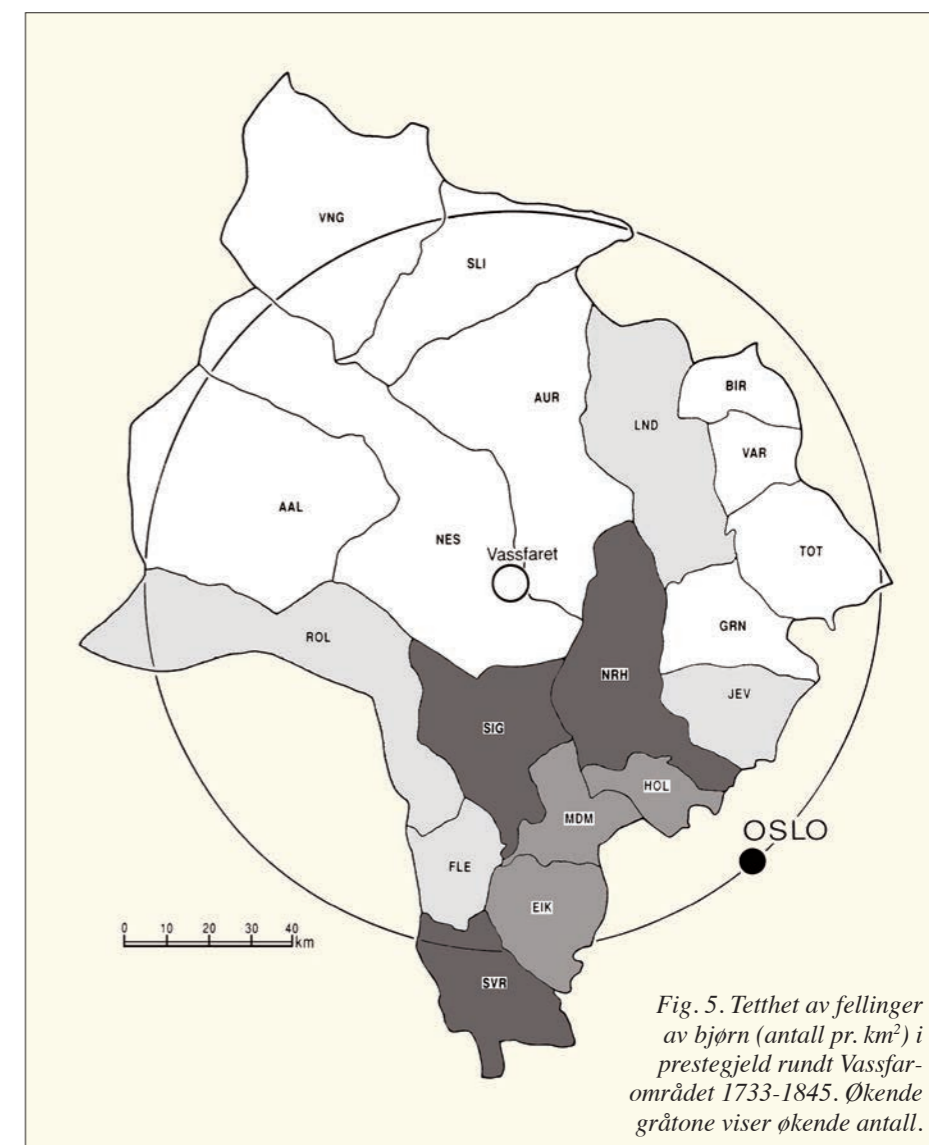 VNG
SLI
AUR
BIR
LND
VAR
AAL
NES
Vassfaret
TOT
GRN
ROL
NRH
JEV
SIG
HOL
MDM
OSLO
FLE
EIK
0 10 20 30 40
km
SVR
Fig. 5. Tetthet av fellinger
av bjørn (antall pr. km²) i
prestegjeld rundt Vassfar-
området 1733-1845. Økende
gråtone viser økende antall.